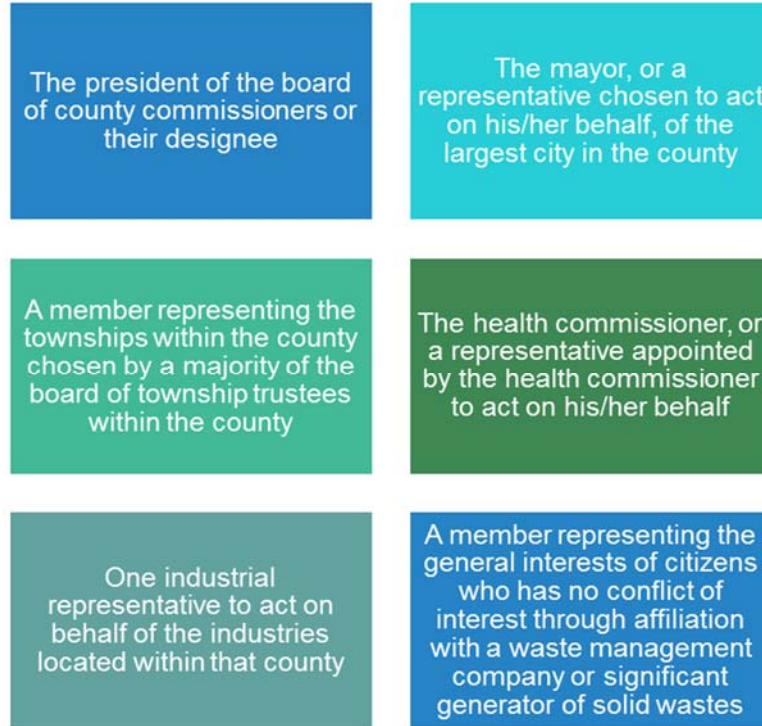 The president of the board
of county commissioners or
their designee
The mayor, or a
representative chosen to act
on his/her behalf, of the
largest city in the county
A member representing the
townships within the county
chosen by a majority of the
board of township trustees
within the county
The health commissioner, or
a representative appointed
by the health commissioner
to act on his/her behalf
One industrial
representative to act on
behalf of the industries
located within that county
A member representing the
general interests of citizens
who has no conflict of
interest through affiliation
with a waste management
company or significant
generator of solid wastes